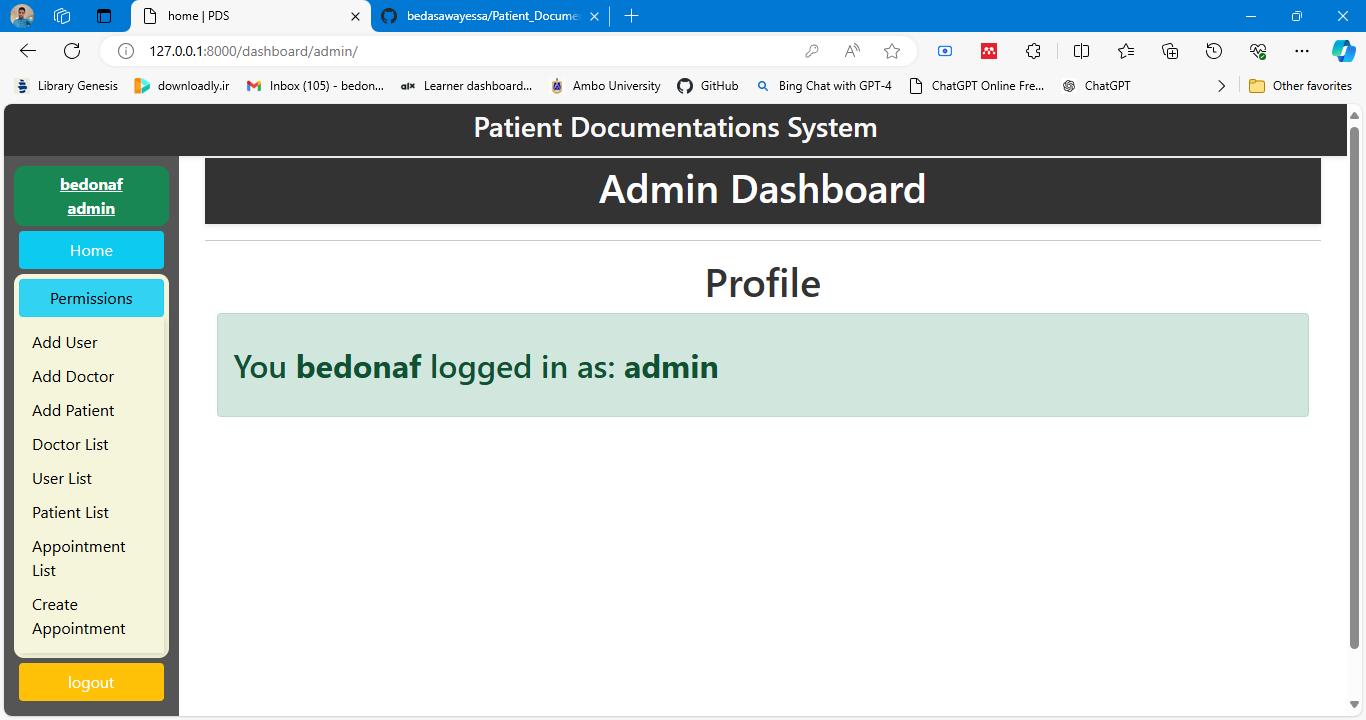 home | PDS
bedasawayessa/Patient_Docume
127.0.0.1:8000/dashboard/admin/
Library Genesis
downloadly.ir
Inbox (105) - bedon...
alx Learner dashboard...
Ambo University
GitHub
Bing Chat with GPT-4
ChatGPT Online Fre...
ChatGPT
Other favorites
Patient Documentations System
bedonaf
admin
Home
Permissions
Add User
Add Doctor
Add Patient
Doctor List
User List
Patient List
Appointment
List
Create
Appointment
logout
Admin Dashboard
Profile
You bedonaf logged in as: admin